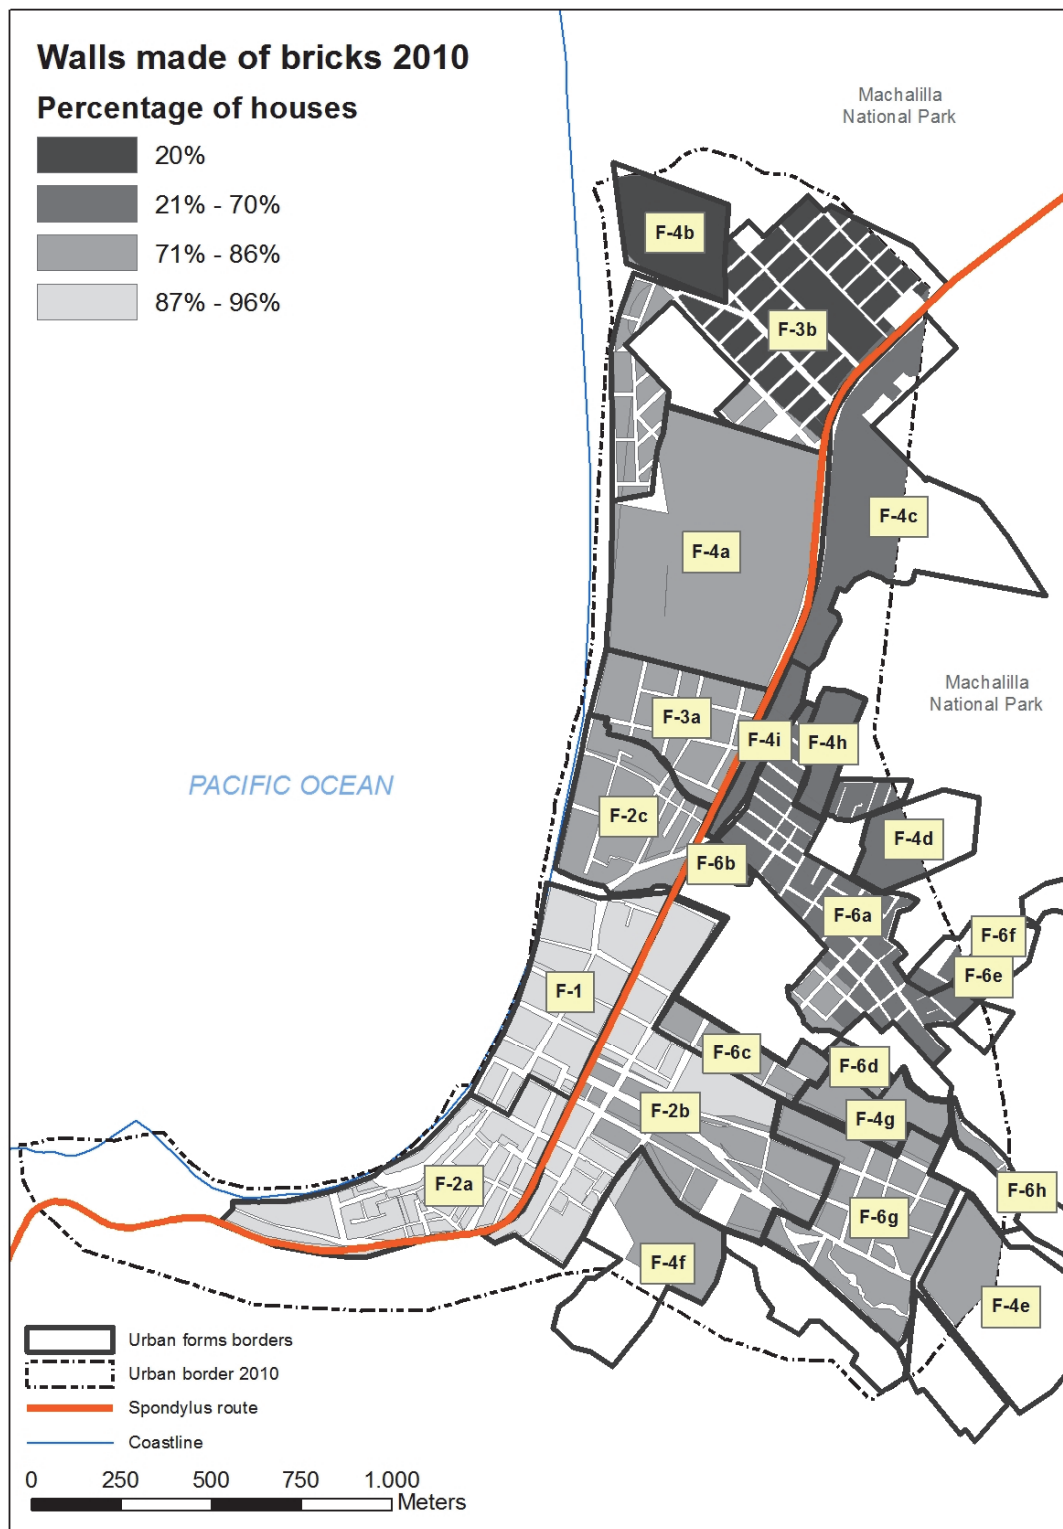 Walls made of bricks 2010
Percentage of houses
20%
21% - 70%
71% - 86%
87% - 96%
Machalilla
National Park
F-4b
F-3b
F-4c
F-4a
Machalilla
National Park
F-3a
F-4i
F-4h
PACIFIC OCEAN
F-2c
F-4d
F-6b
F-6a
F-6f
F-6e
F-1
F-6c
F-6d
F-2b
F-4g
F-2a
F-6h
F-6g
F-4f
F-4e
Urban forms borders
Urban border 2010
Spondylus route
Coastline
0 250 500 750 1.000
Meters